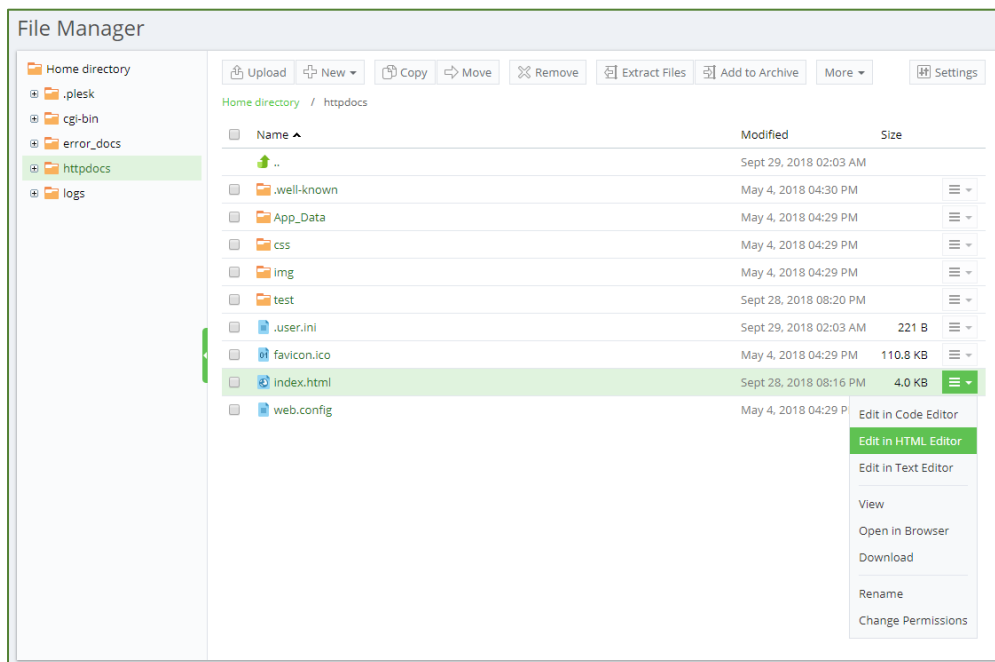 File Manager
Home directory
.plesk
cgi-bin
error_docs
httpdocs
logs
Upload New Copy Move Remove Extract Files Add to Archive More Settings
Home directory / httpdocs
Name Modified Size
.. Sept 29, 2018 02:03 AM
.well-known May 4, 2018 04:30 PM
App_Data May 4, 2018 04:29 PM
css May 4, 2018 04:29 PM
img May 4, 2018 04:29 PM
test Sept 28, 2018 08:20 PM
.user.ini Sept 29, 2018 02:03 AM 221 B
favicon.ico May 4, 2018 04:29 PM 110.8 KB
index.html Sept 28, 2018 08:16 PM 4.0 KB
web.config May 4, 2018 04:29 P
Edit in Code Editor
Edit in HTML Editor
Edit in Text Editor
View
Open in Browser
Download
Rename
Change Permissions